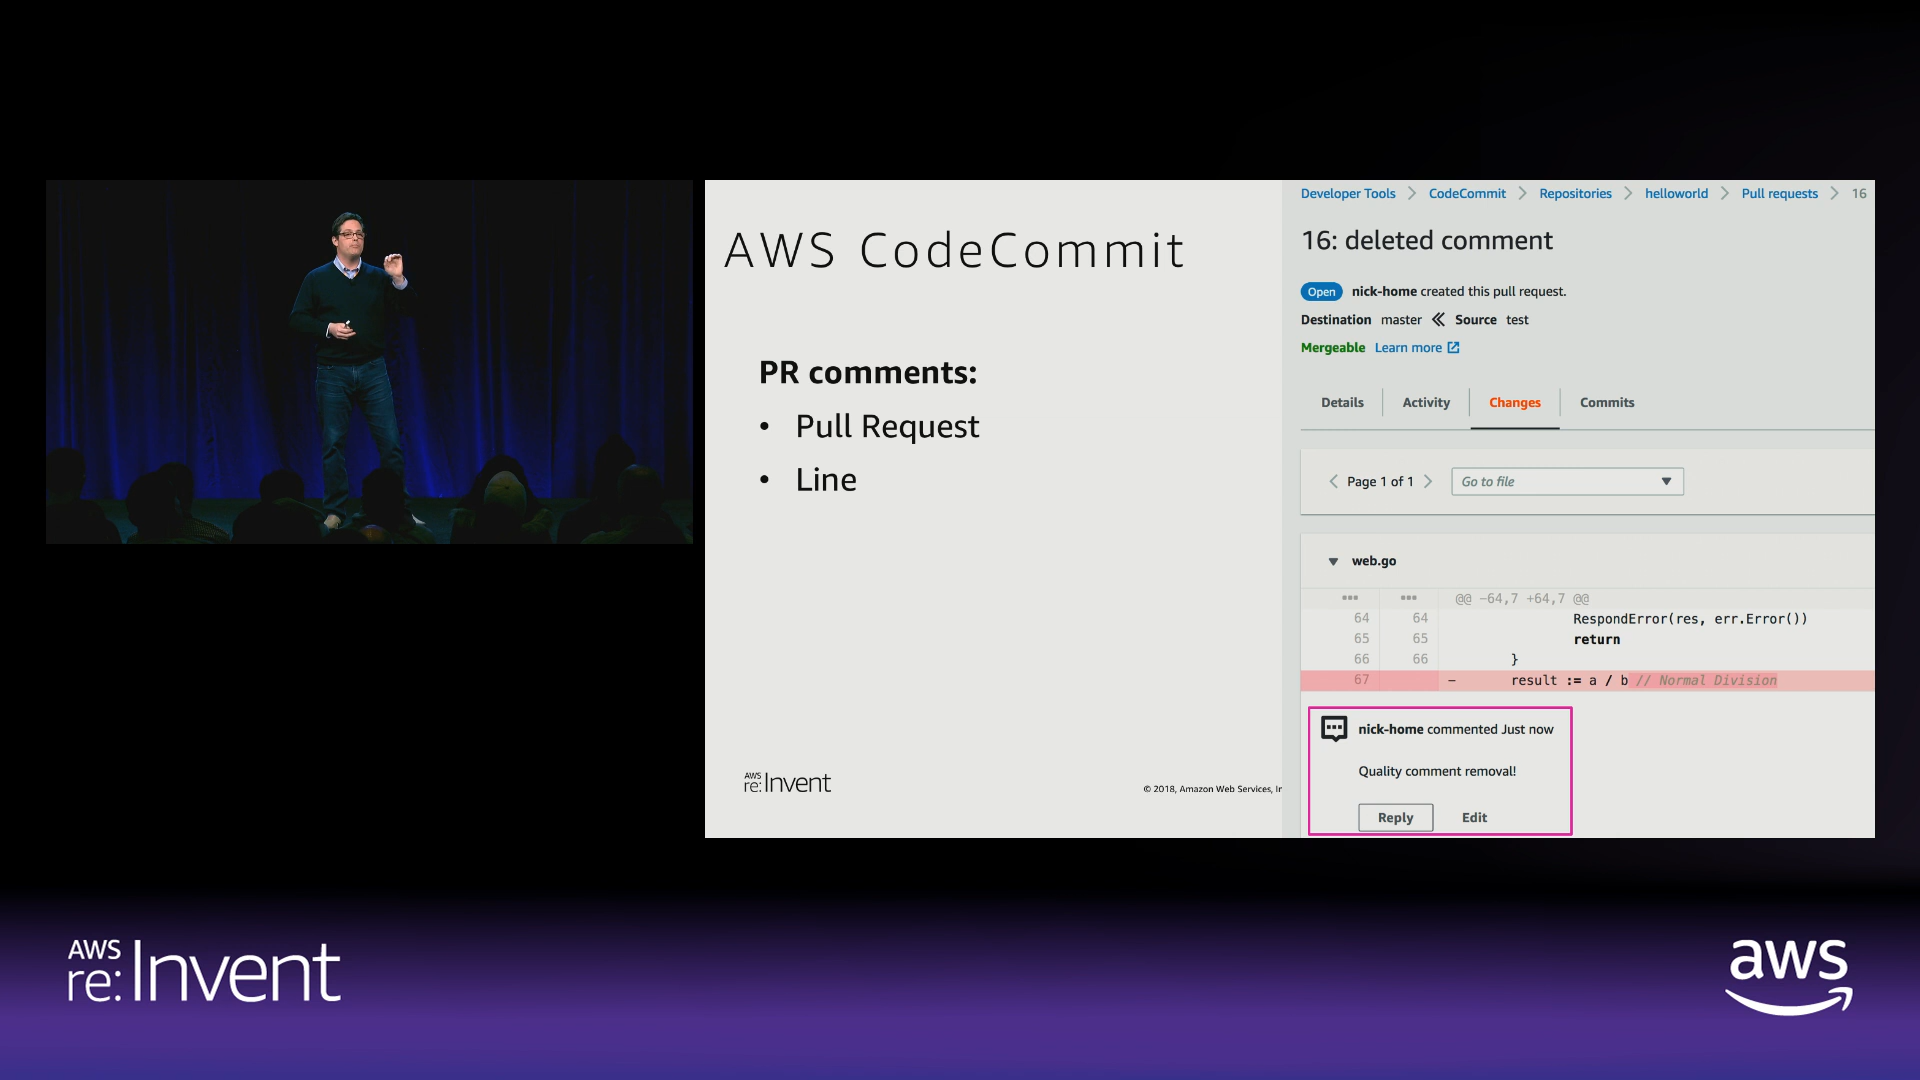 AWS CodeCommit
PR comments:
• Pull Request
• Line
AWS
re:Invent
© 2018, Amazon Web Services, In
Developer Tools > CodeCommit > Repositories > helloworld > Pull requests > 16
16: deleted comment
Open nick-home created this pull request.
Destination master « Source test
Mergeable Learn more
Details Activity Changes Commits
< Page 1 of 1 > Go to file
web.go
@@ -64,7 +64,7 @@
64 64 RespondError(res, err.Error())
65 65 return
66 66 }
67 - result := a / b // Normal Division
nick-home commented Just now
Quality comment removal!
Reply Edit
AWS
re:Invent
aws